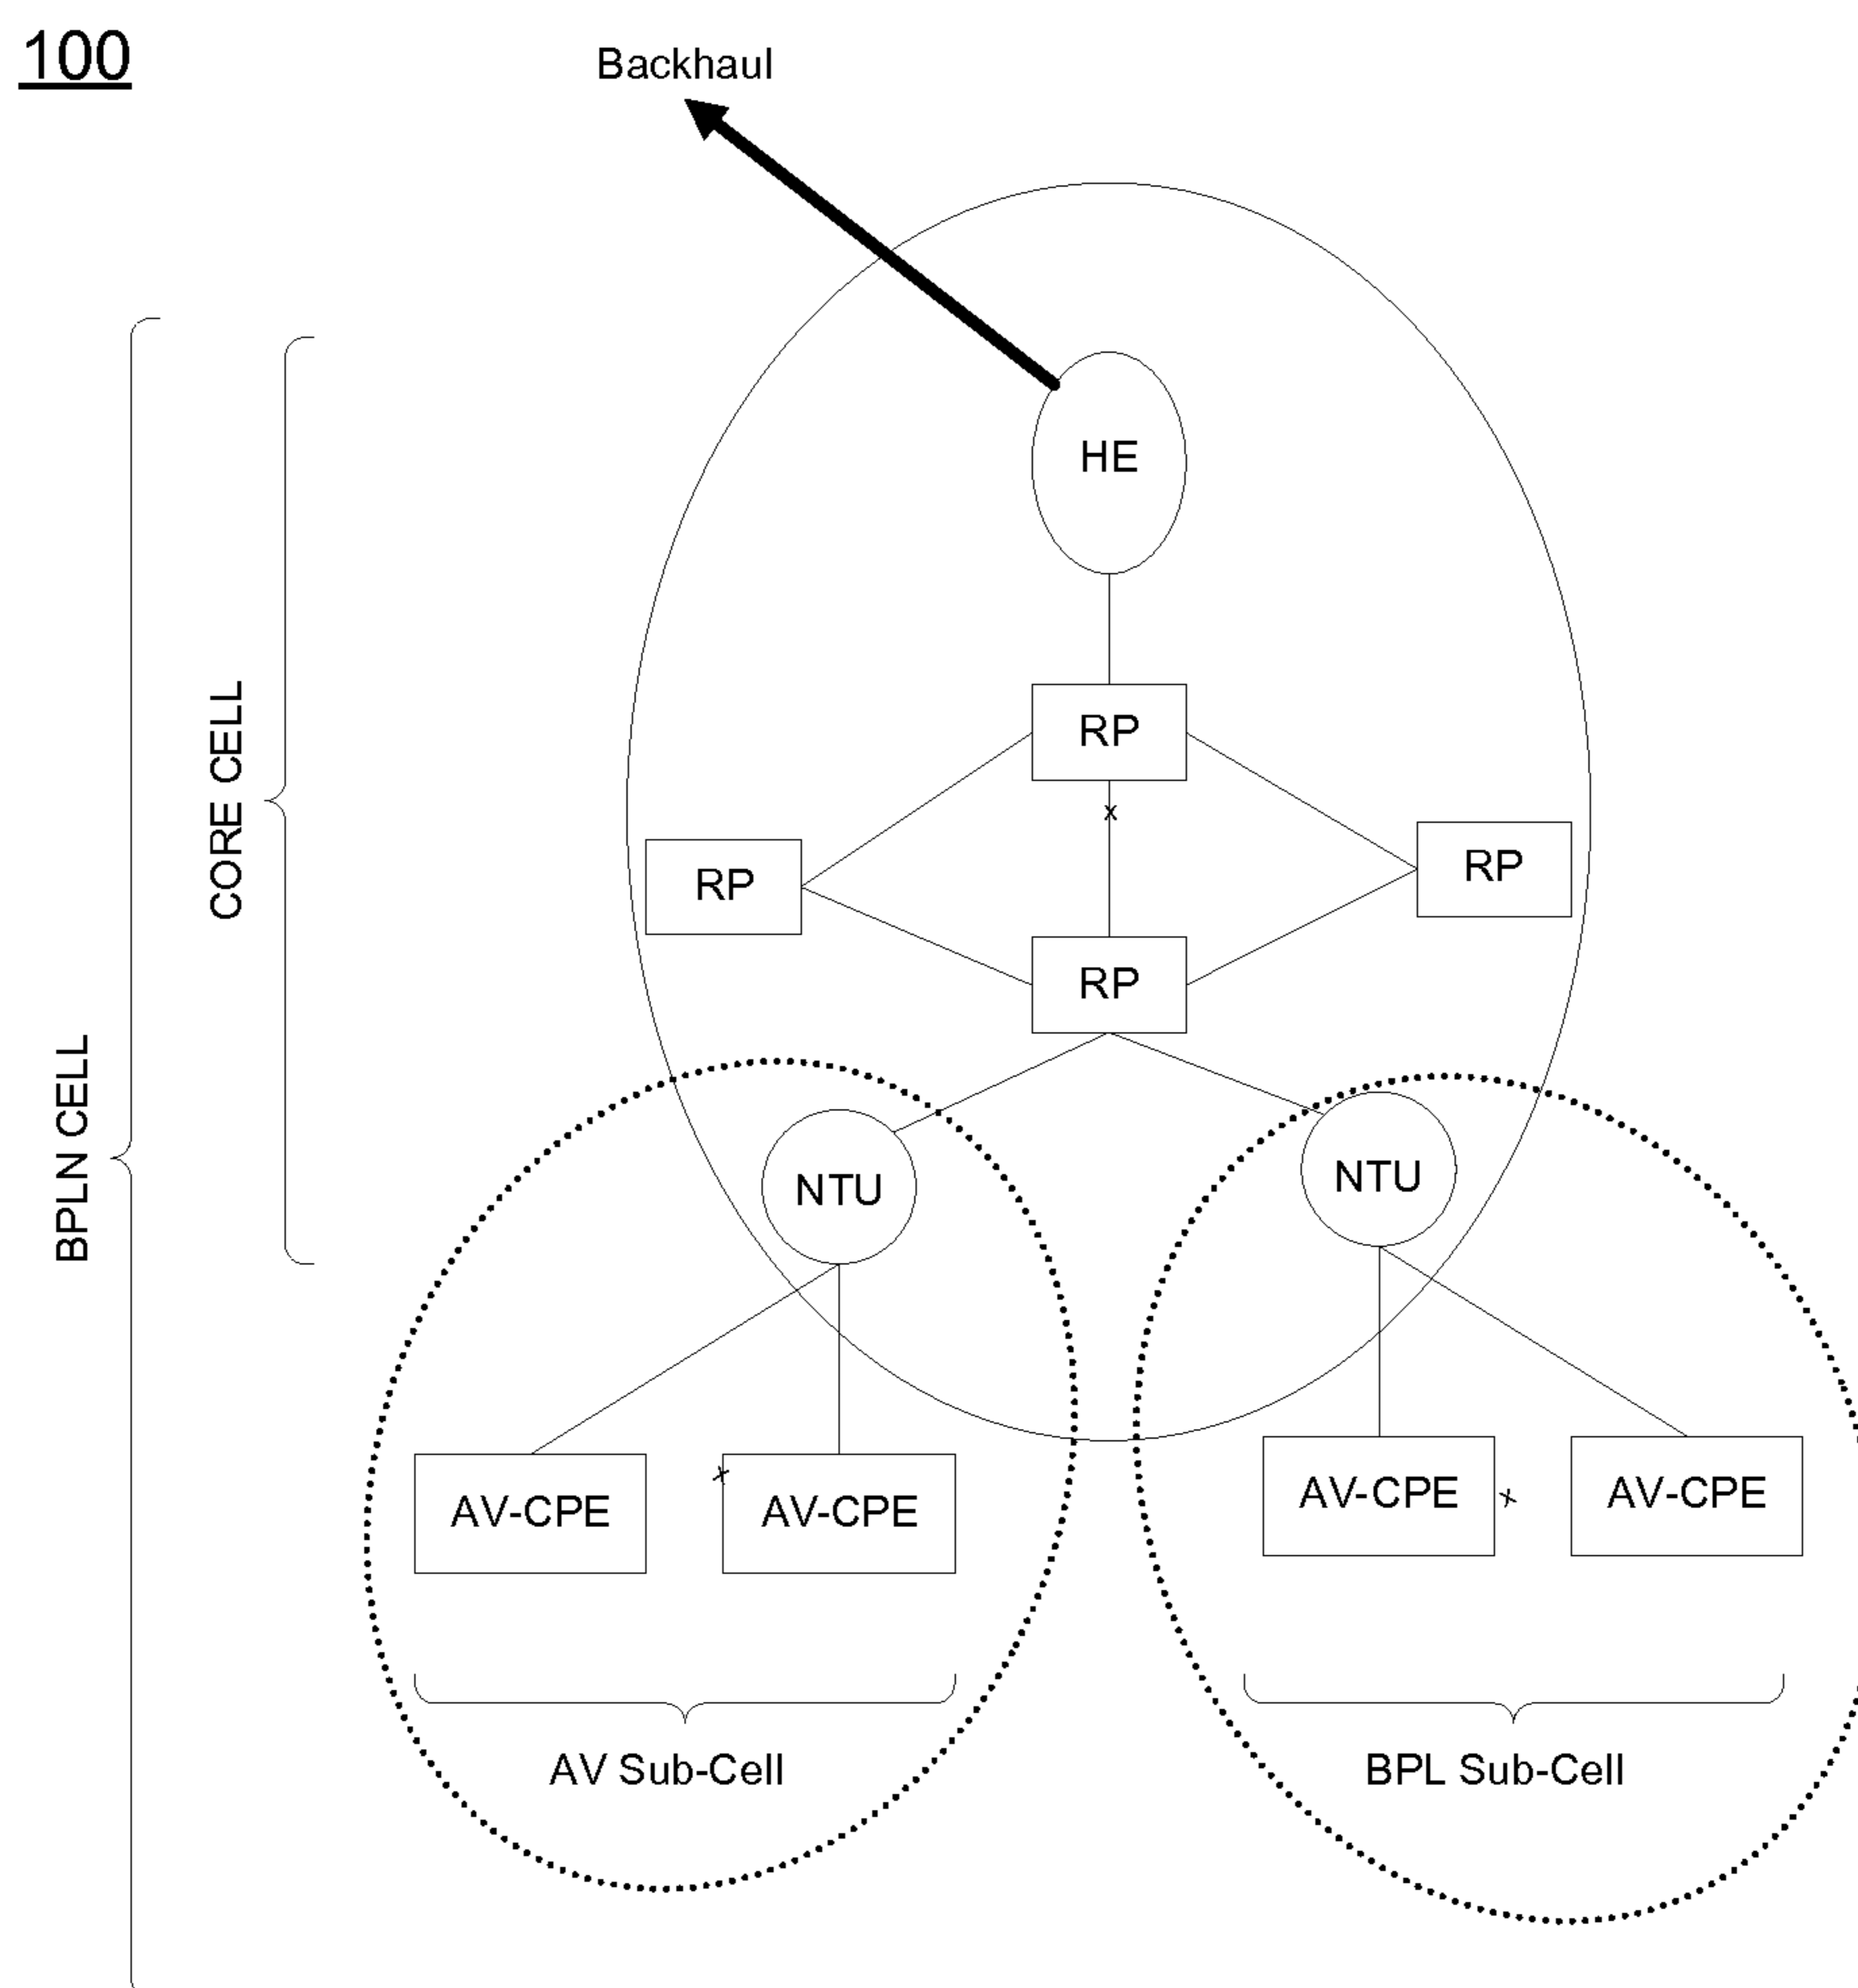 100
Backhaul
HE
RP
x
RP
RP
RP
CORE CELL
BPLN CELL
NTU
NTU
x
x
AV-CPE
AV-CPE
AV-CPE
AV-CPE
AV Sub-Cell
BPL Sub-Cell